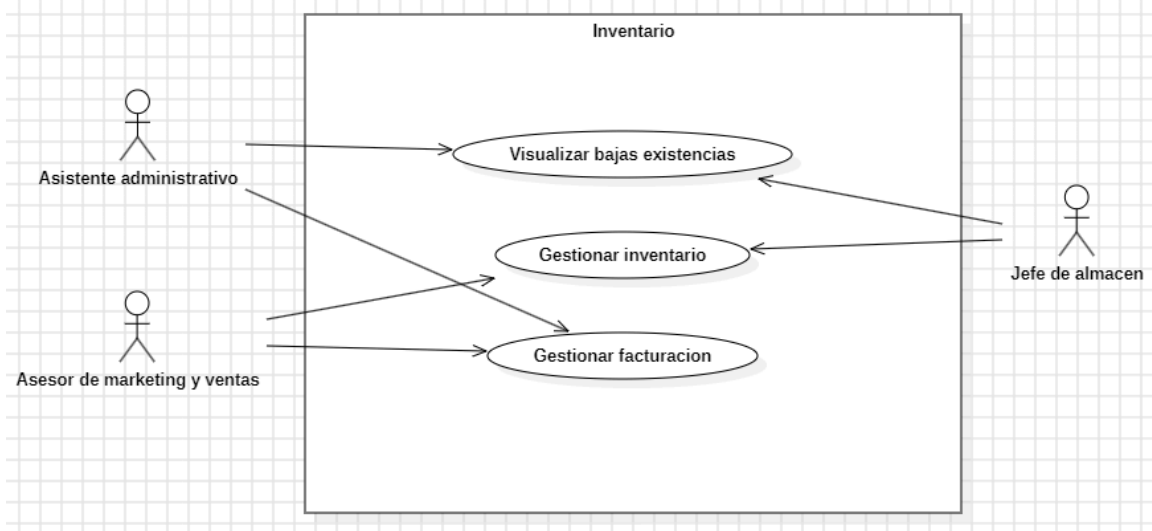 Inventario
Visualizar bajas existencias
Asistente administrativo
Gestionar inventario
Jefe de almacen
Gestionar facturacion
Asesor de marketing y ventas